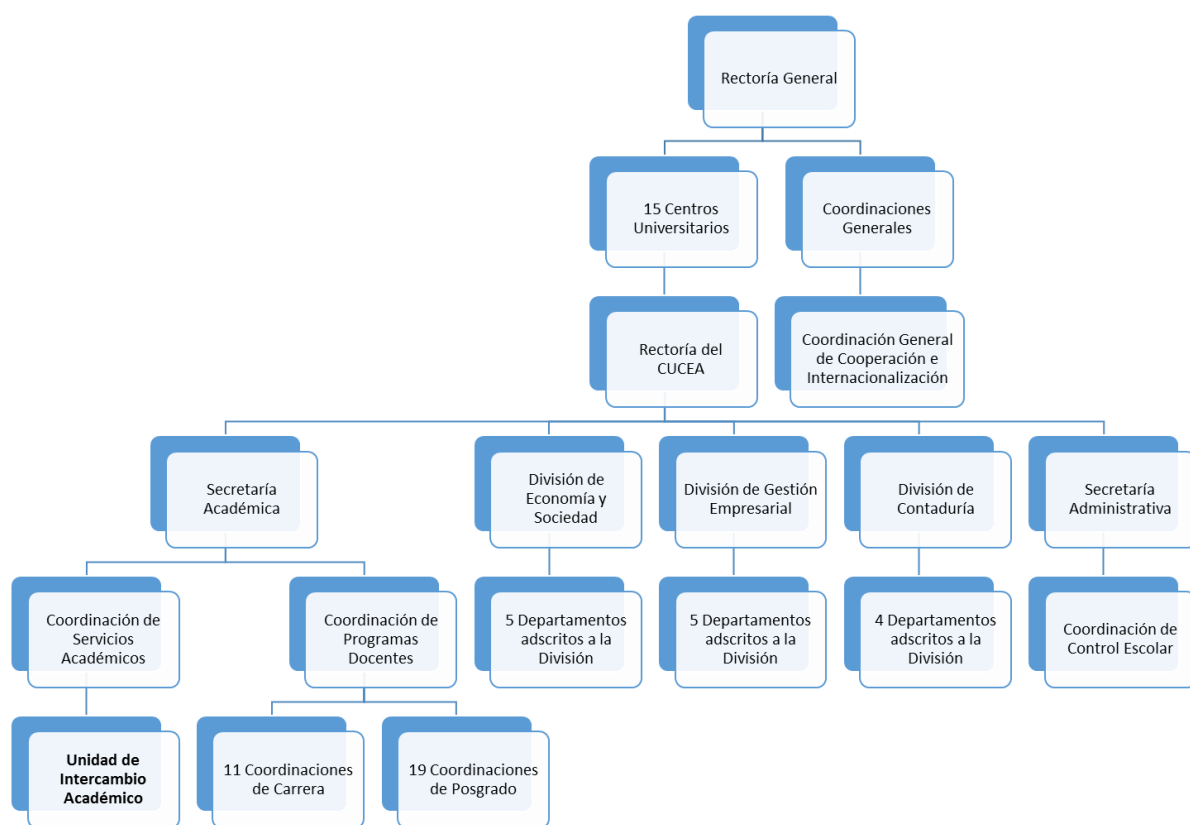 Rectoría General
15 Centros
Universitarios
Coordinaciones
Generales
Rectoría del
CUCEA
Coordinación General
de Cooperación e
Internacionalización
Secretaría
Académica
División de
Economía y
Sociedad
División de Gestión
Empresarial
División de
Contaduría
Secretaría
Administrativa
Coordinación de
Servicios
Académicos
Coordinación de
Programas
Docentes
5 Departamentos
adscritos a la
División
5 Departamentos
adscritos a la
División
4 Departamentos
adscritos a la
División
Coordinación de
Control Escolar
Unidad de
Intercambio
Académico
11 Coordinaciones
de Carrera
19 Coordinaciones
de Posgrado